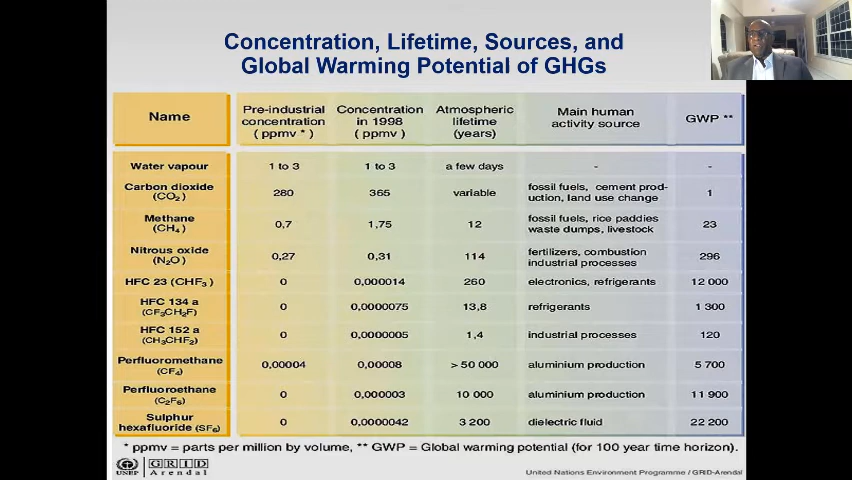 Concentration, Lifetime, Sources, and
Global Warming Potential of GHGs
Name
Pre-industrial
concentration
( ppmv * )
Concentration
in 1998
( ppmv )
Atmospheric
lifetime
(years)
Main human
activity source
GWP **
Water vapour
1 to 3
1 to 3
a few days
-
-
Carbon dioxide
(CO₂)
280
365
variable
fossil fuels, cement prod-
uction, land use change
1
Methane
(CH₄)
0,7
1,75
12
fossil fuels, rice paddies
waste dumps, livestock
23
Nitrous oxide
(N₂O)
0,27
0,31
114
fertilizers, combustion
industrial processes
296
HFC 23 (CHF₃)
0
0,000014
260
electronics, refrigerants
12 000
HFC 134 a
(CF₃CH₂F)
0
0,0000075
13,8
refrigerants
1 300
HFC 152 a
(CH₃CHF₂)
0
0,0000005
1,4
industrial processes
120
Perfluoromethane
(CF₄)
0,00004
0,00008
> 50 000
aluminium production
5 700
Perfluoroethane
(C₂F₆)
0
0,000003
10 000
aluminium production
11 900
Sulphur
hexafluoride (SF₆)
0
0,0000042
3 200
dielectric fluid
22 200
* ppmv = parts per million by volume, ** GWP = Global warming potential (for 100 year time horizon).
UNEP
GRID
Arendal
United Nations Environment Programme / GRID-Arendal